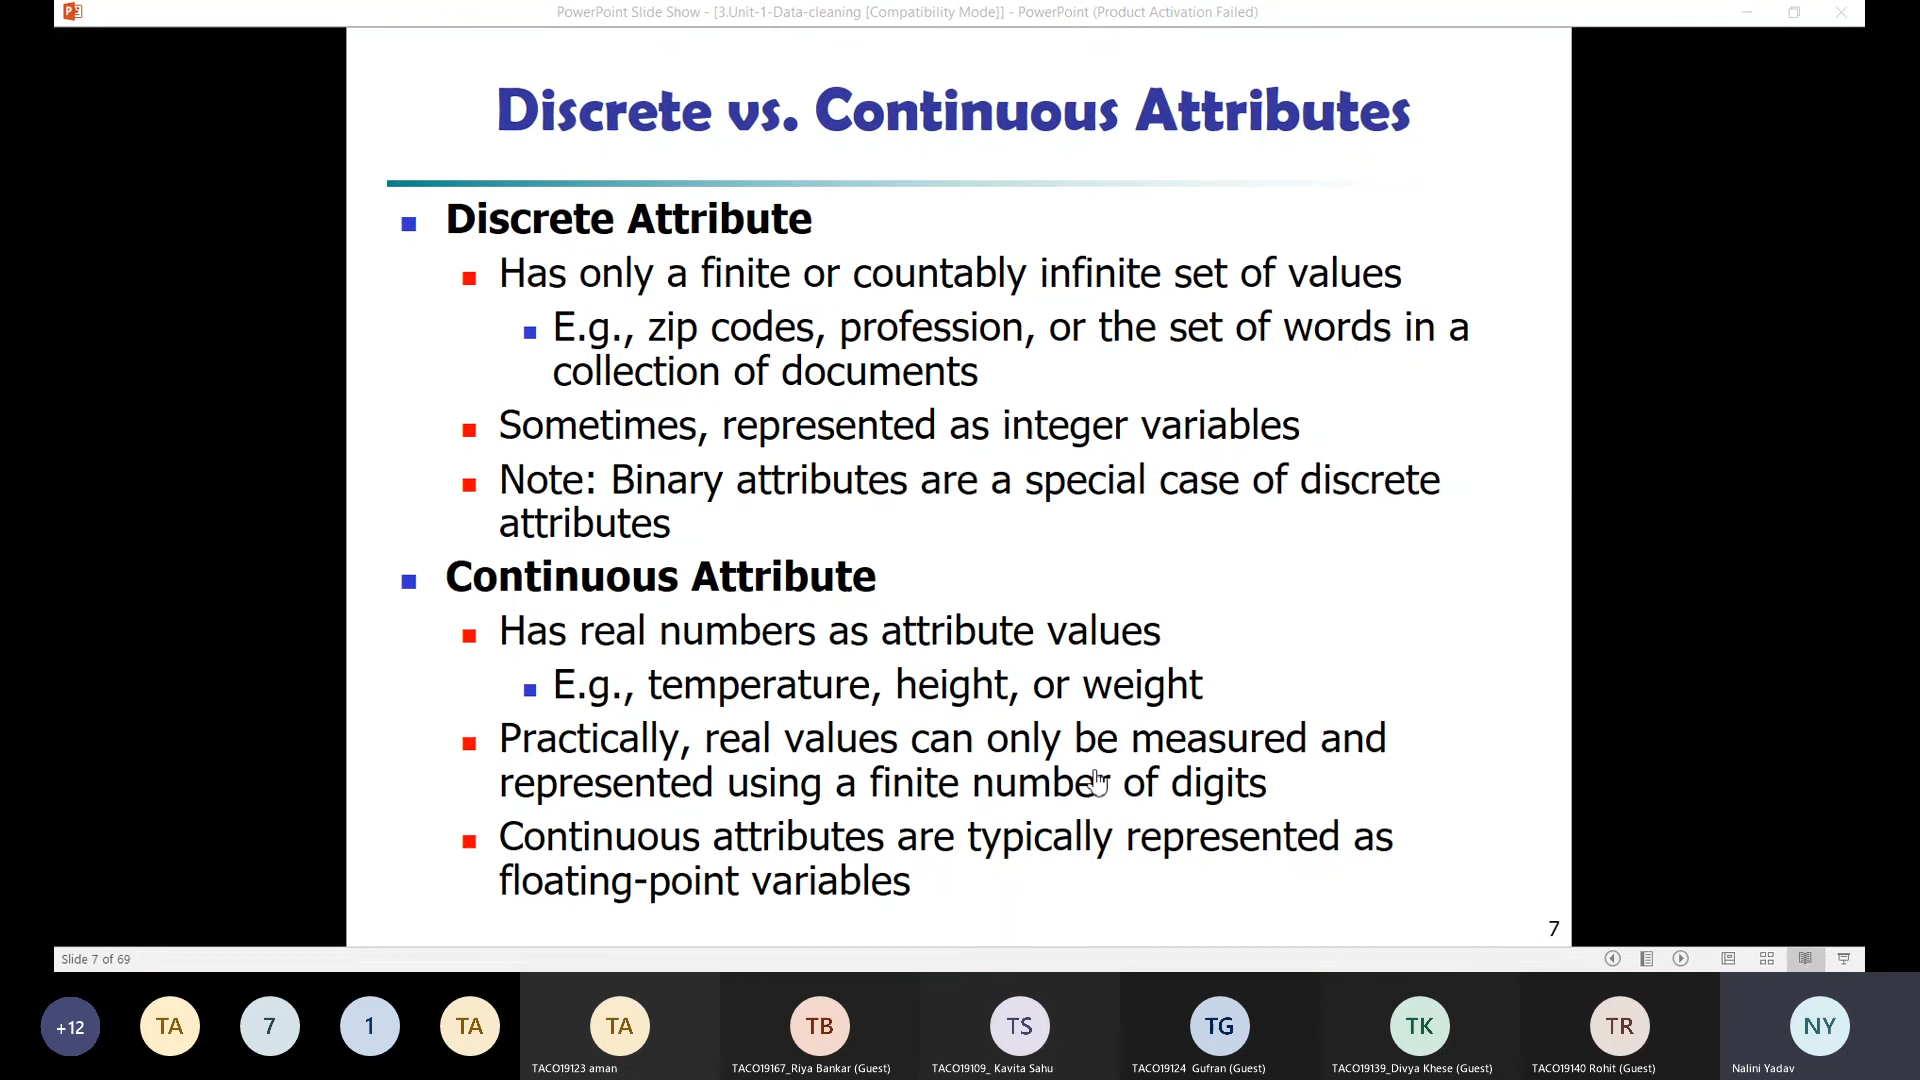 PowerPoint Slide Show - [3.Unit-1-Data-cleaning [Compatibility Mode]] - PowerPoint (Product Activation Failed)
Discrete vs. Continuous Attributes
Discrete Attribute
Has only a finite or countably infinite set of values
E.g., zip codes, profession, or the set of words in a
collection of documents
Sometimes, represented as integer variables
Note: Binary attributes are a special case of discrete
attributes
Continuous Attribute
Has real numbers as attribute values
E.g., temperature, height, or weight
Practically, real values can only be measured and
represented using a finite number of digits
Continuous attributes are typically represented as
floating-point variables
7
Slide 7 of 69
+12
TA
7
1
TA
TA
TB
TS
TG
TK
TR
NY
TACO19123 aman
TACO19167_Riya Bankar (Guest)
TACO19109_ Kavita Sahu
TACO19124 Gufran (Guest)
TACO19139_Divya Khese (Guest)
TACO19140 Rohit (Guest)
Nalini Yadav